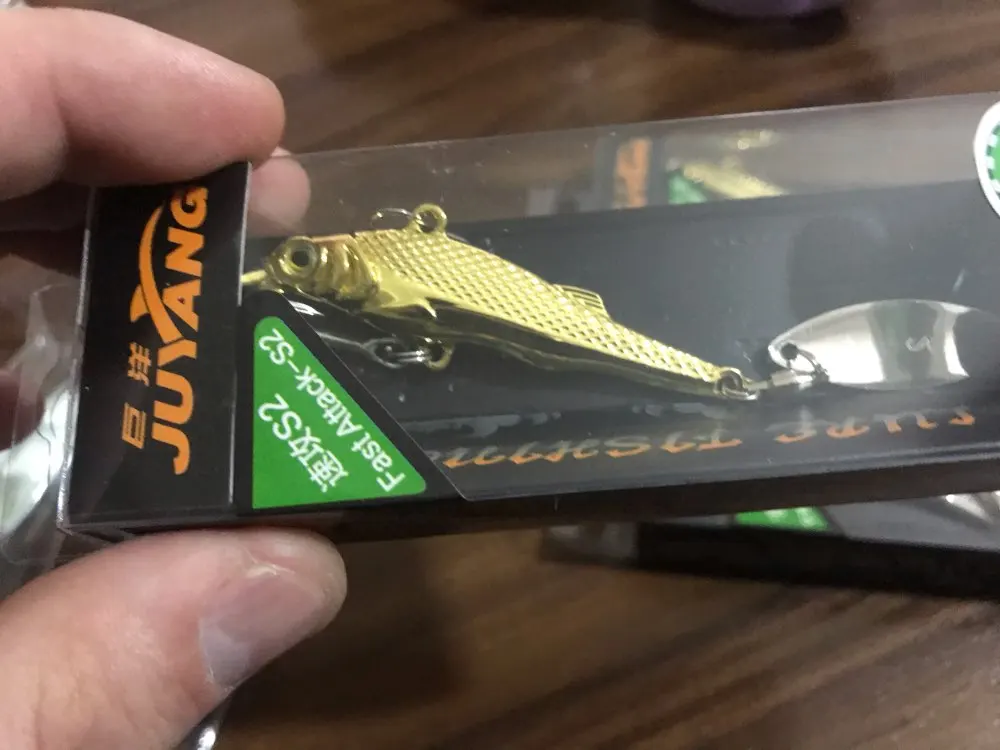 巨洋
JUYANG
速攻S2
Fast Attack-S2